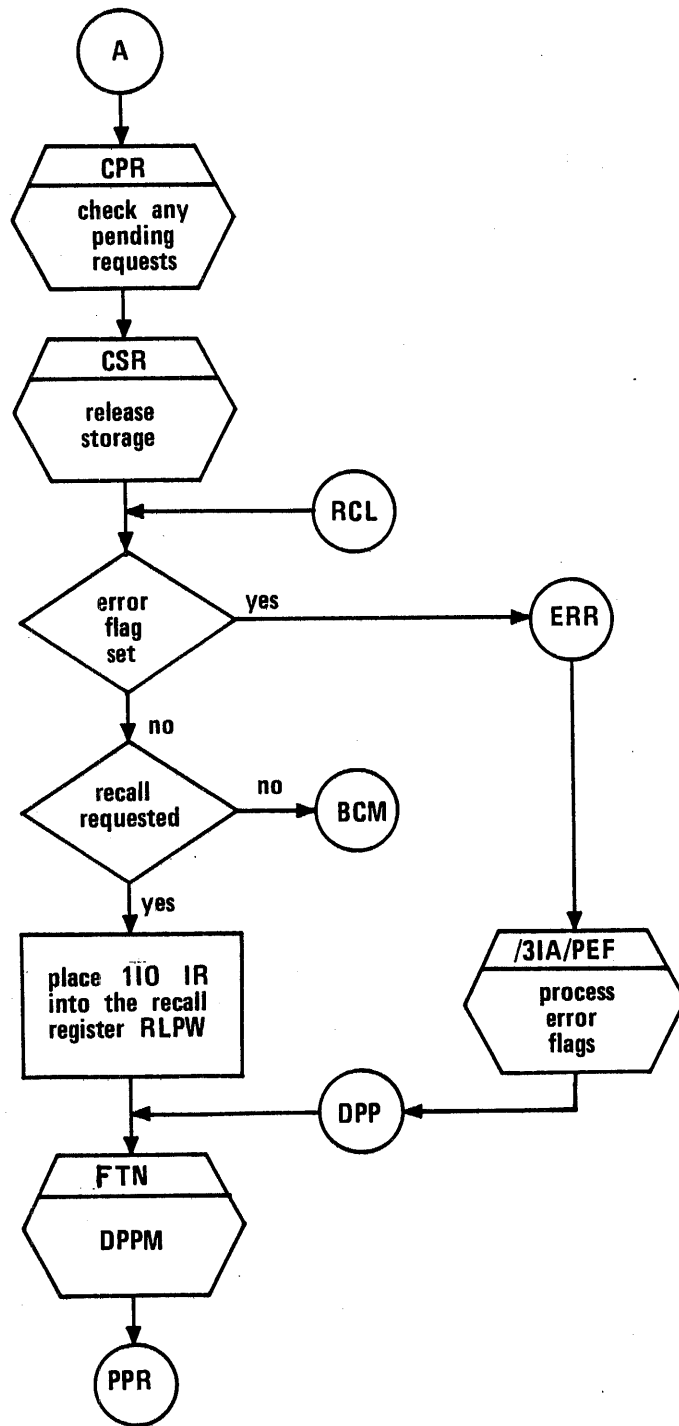 A
CPR
check any
pending
requests
CSR
release
storage
RCL
error
flag
set
yes
ERR
no
recall
requested
no
BCM
yes
place 1IO IR
into the recall
register RLPW
/3IA/PEF
process
error
flags
DPP
FTN
DPPM
PPR